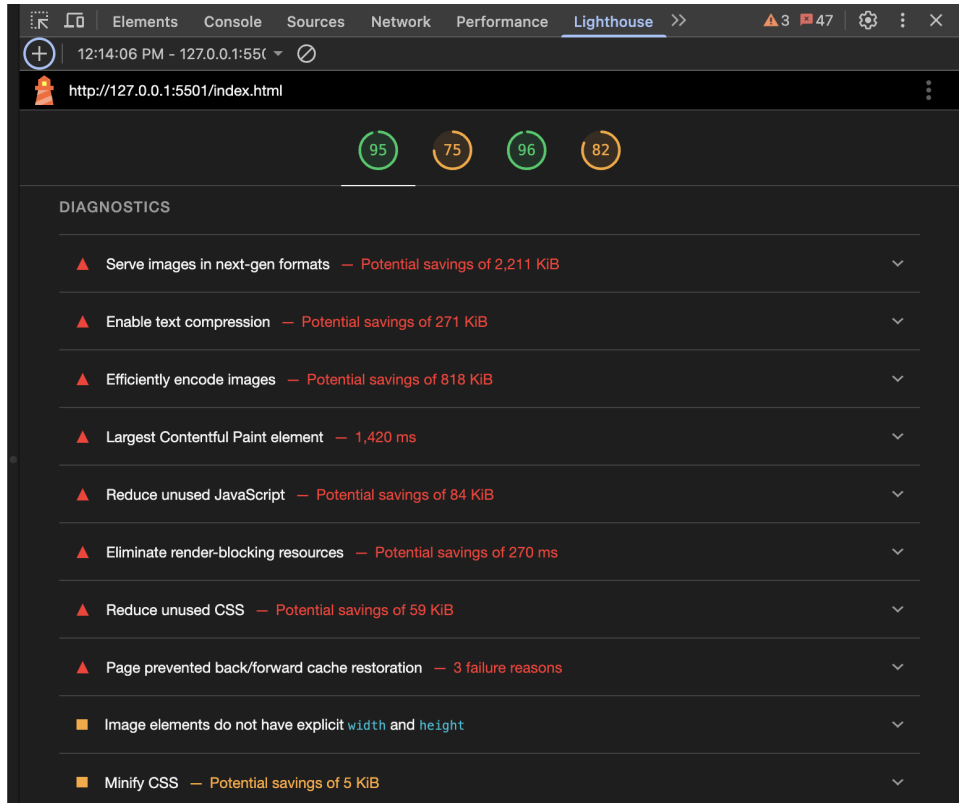 Elements Console Sources Network Performance Lighthouse 3 47
12:14:06 PM - 127.0.0.1:550
http://127.0.0.1:5501/index.html
95 75 96 82
DIAGNOSTICS
Serve images in next-gen formats — Potential savings of 2,211 KiB
Enable text compression — Potential savings of 271 KiB
Efficiently encode images — Potential savings of 818 KiB
Largest Contentful Paint element — 1,420 ms
Reduce unused JavaScript — Potential savings of 84 KiB
Eliminate render-blocking resources — Potential savings of 270 ms
Reduce unused CSS — Potential savings of 59 KiB
Page prevented back/forward cache restoration — 3 failure reasons
Image elements do not have explicit width and height
Minify CSS — Potential savings of 5 KiB